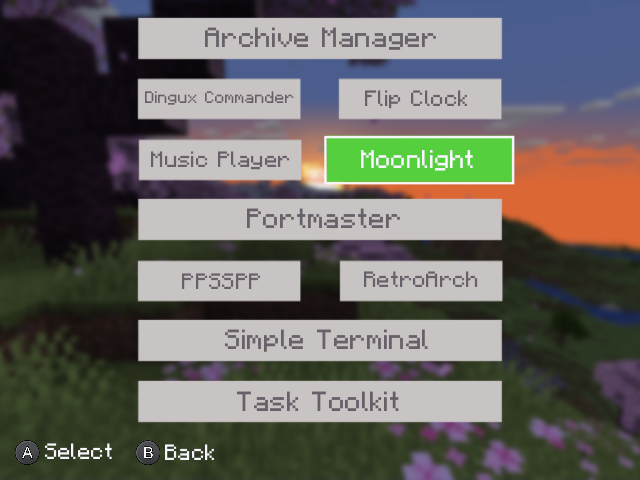 Archive Manager
Dingux Commander
Flip Clock
Music Player
Moonlight
Portmaster
PPSSPP
RetroArch
Simple Terminal
Task Toolkit
A Select B Back